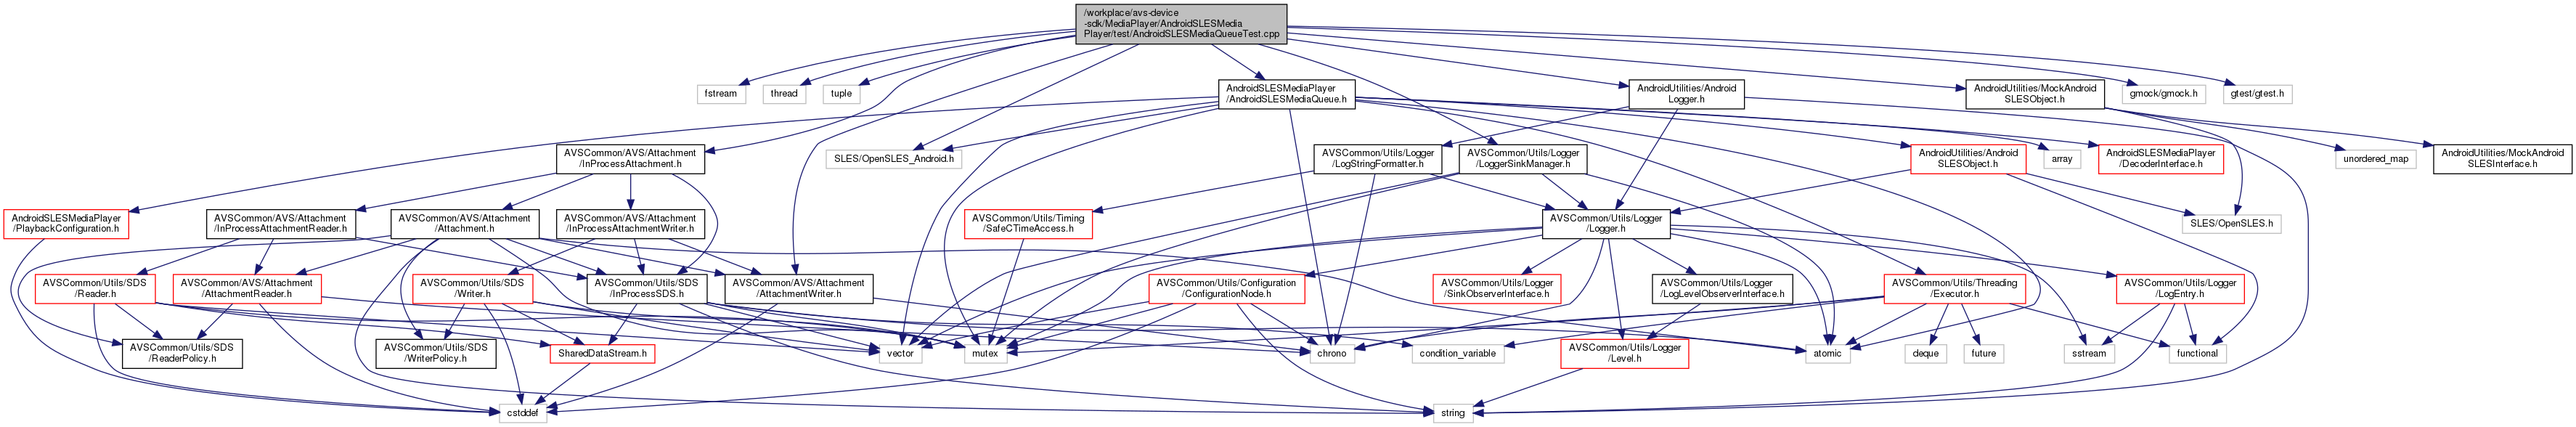 /workplace/avs-device
-sdk/MediaPlayer/AndroidSLESMedia
Player/test/AndroidSLESMediaQueueTest.cpp
fstream
thread
tuple
AndroidSLESMediaPlayer
/AndroidSLESMediaQueue.h
AndroidUtilities/Android
Logger.h
AndroidUtilities/MockAndroid
SLESObject.h
gmock/gmock.h
gtest/gtest.h
AVSCommon/AVS/Attachment
/InProcessAttachment.h
SLES/OpenSLES_Android.h
AVSCommon/Utils/Logger
/LogStringFormatter.h
AVSCommon/Utils/Logger
/LoggerSinkManager.h
AndroidUtilities/Android
SLESObject.h
array
AndroidSLESMediaPlayer
/DecoderInterface.h
unordered_map
AndroidUtilities/MockAndroid
SLESInterface.h
AndroidSLESMediaPlayer
/PlaybackConfiguration.h
AVSCommon/AVS/Attachment
/InProcessAttachmentReader.h
AVSCommon/AVS/Attachment
/Attachment.h
AVSCommon/AVS/Attachment
/InProcessAttachmentWriter.h
AVSCommon/Utils/Timing
/SafeCTimeAccess.h
AVSCommon/Utils/Logger
/Logger.h
SLES/OpenSLES.h
AVSCommon/Utils/SDS
/Reader.h
AVSCommon/AVS/Attachment
/AttachmentReader.h
AVSCommon/Utils/SDS
/Writer.h
AVSCommon/Utils/SDS
/InProcessSDS.h
AVSCommon/AVS/Attachment
/AttachmentWriter.h
AVSCommon/Utils/Configuration
/ConfigurationNode.h
AVSCommon/Utils/Logger
/SinkObserverInterface.h
AVSCommon/Utils/Logger
/LogLevelObserverInterface.h
AVSCommon/Utils/Threading
/Executor.h
AVSCommon/Utils/Logger
/LogEntry.h
AVSCommon/Utils/SDS
/ReaderPolicy.h
AVSCommon/Utils/SDS
/WriterPolicy.h
SharedDataStream.h
vector
mutex
chrono
condition_variable
AVSCommon/Utils/Logger
/Level.h
atomic
deque
future
sstream
functional
cstddef
string